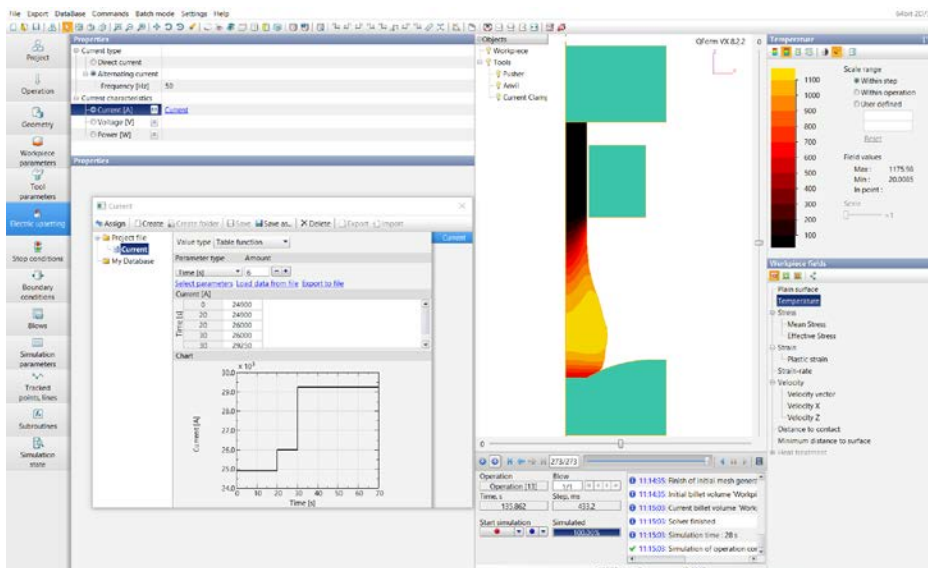 File Export DataBase Commands Batch mode Settings Help
Project
Operation
Geometry
Workpiece parameters
Tool parameters
Electric upsetting
Stop conditions
Boundary conditions
Blows
Simulation parameters
Tracked points, lines
Subroutines
Simulation state
Properties
Current type
Direct current
Alternating current
Frequency [Hz] 50
Current characteristics
Current [A] Current
Voltage [V]
Power [W]
Properties
Current
Assign Create Create folder Save Save as... Delete Export Import
Project file
Current
My Database
Value type Table function
Parameter type Amount
Time [s] 6
Select parameters Load data from file Export to file
Current [A]
Time [s]
0 24900
20 24900
20 26000
30 26000
30 29250
Current
Chart
x 10³
30.0
29.0
28.0
27.0
26.0
25.0
24.0
Current [A]
0 10 20 30 40 50 60 70
Time [s]
Objects
Workpiece
Tools
Pusher
Anvil
Current Clamp
QForm VX 8.2.2
0
0
273/273
Operation
Operation [13]
Blow
1/1
Time, s
135.862
Step, ms
433.2
Start simulation
Simulated
11:14:35: Finish of initial mesh generat
11:14:35: Initial billet volume 'Workpi
11:15:03: Current billet volume 'Work
11:15:03: Solver finished
11:15:03: Simulation time : 28 s
11:15:03: Simulation of operation con
Temperature
1100
1000
900
800
700
600
500
400
300
200
100
Scale range
Within step
Within operation
User defined
Reset
Field values
Max.: 1175.96
Min.: 20.0085
In point :
Scale
×1
Workpiece fields
Plain surface
Temperature
Stress
Mean Stress
Effective Stress
Strain
Plastic strain
Strain-rate
Velocity
Velocity vector
Velocity X
Velocity Z
Distance to contact
Minimum distance to surface
Heat treatment